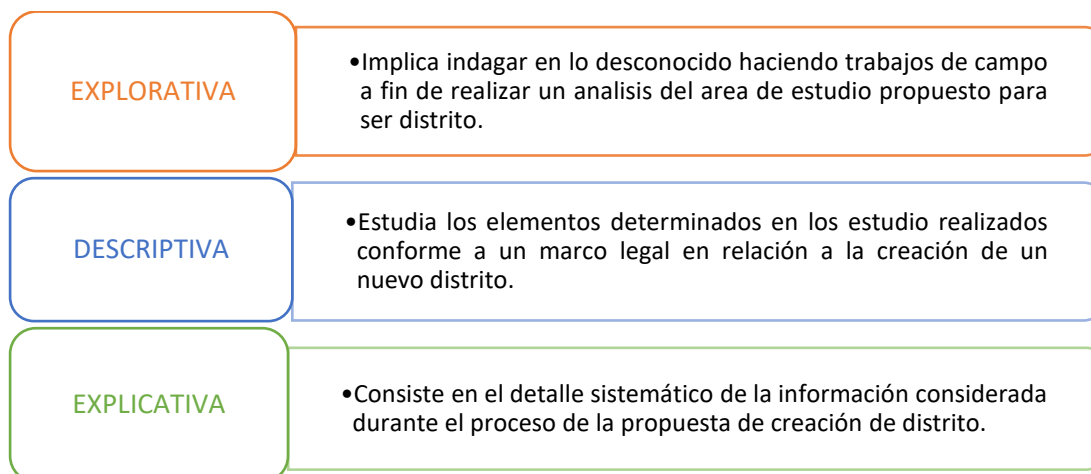 EXPLORATIVA
•Implica indagar en lo desconocido haciendo trabajos de campo
a fin de realizar un analisis del area de estudio propuesto para
ser distrito.
DESCRIPTIVA
•Estudia los elementos determinados en los estudio realizados
conforme a un marco legal en relación a la creación de un
nuevo distrito.
EXPLICATIVA
•Consiste en el detalle sistemático de la información considerada
durante el proceso de la propuesta de creación de distrito.